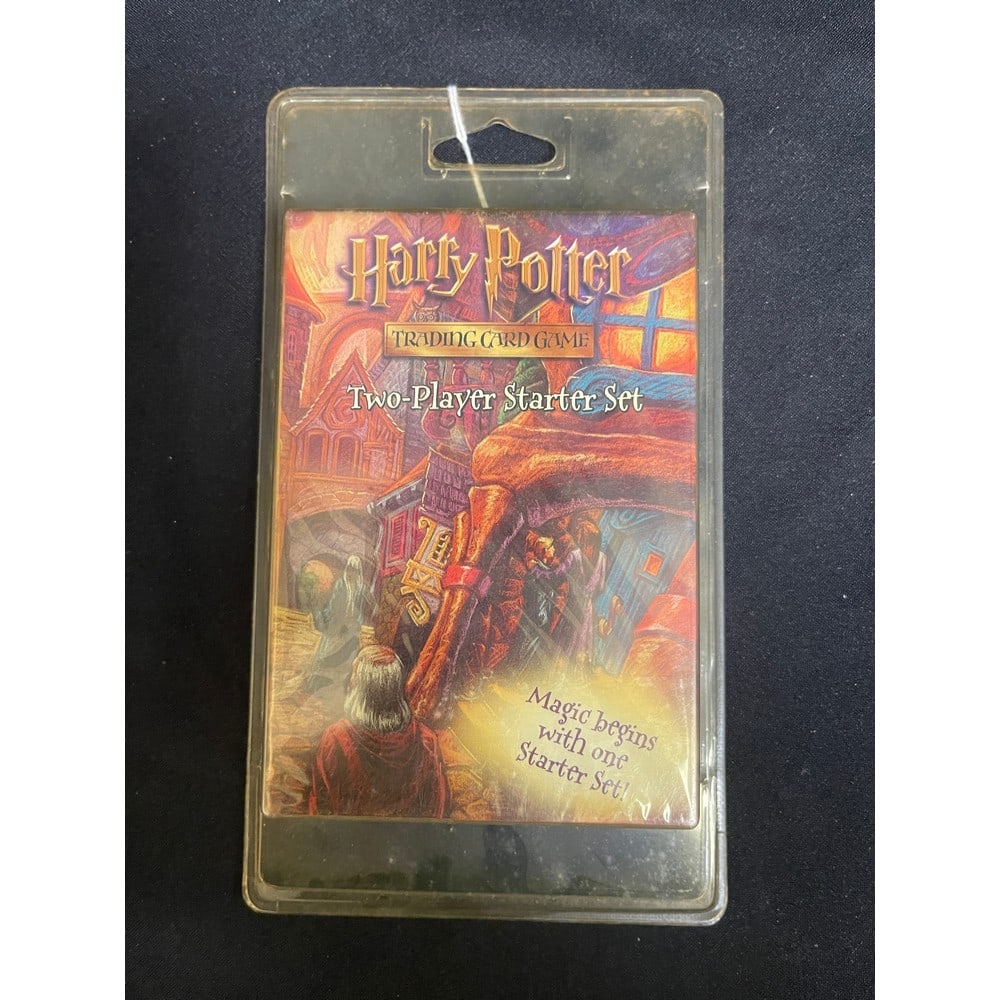 Harry Potter
TRADING CARD GAME
Two-Player Starter Set
Magic begins
with one
Starter Set!